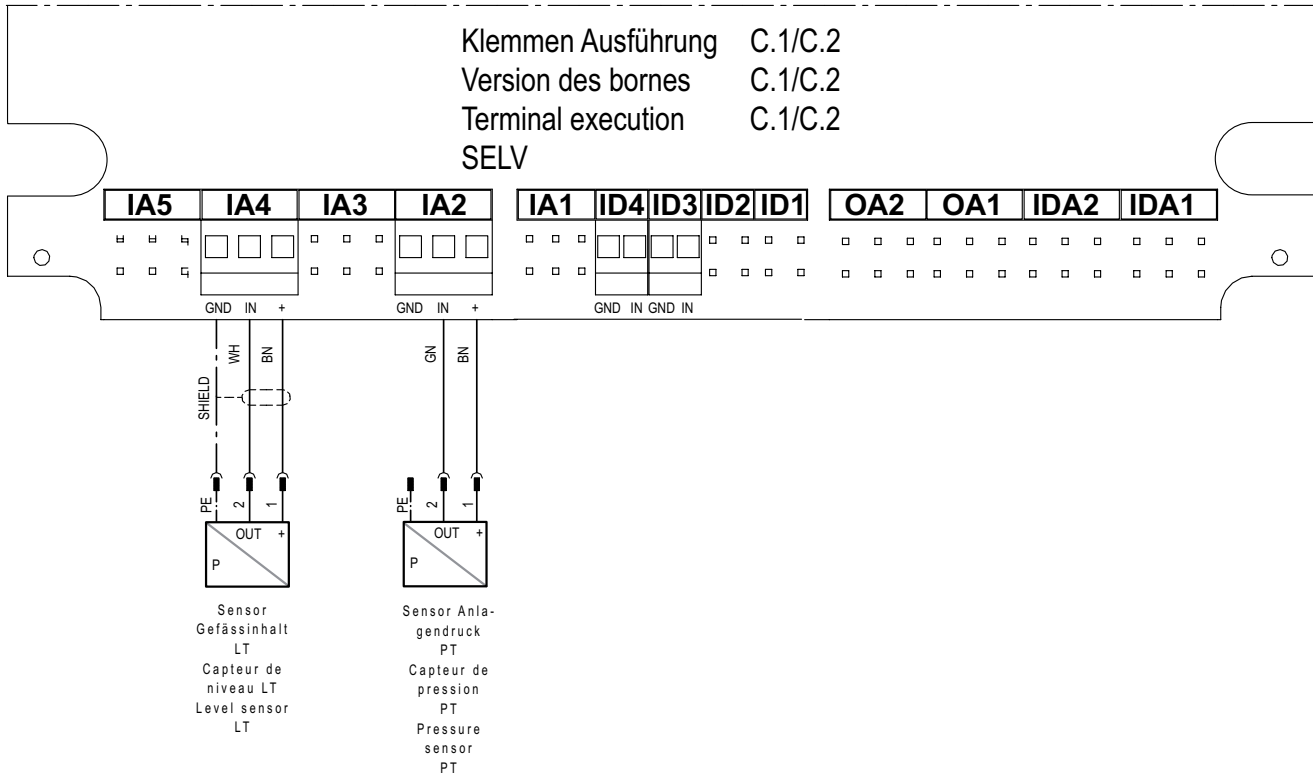 Klemmen Ausführung C.1/C.2
Version des bornes C.1/C.2
Terminal execution C.1/C.2
SELV
IA5 IA4 IA3 IA2 IA1 ID4 ID3 ID2 ID1 OA2 OA1 IDA2 IDA1
GND IN + GND IN + GND IN GND IN
SHIELD WH BN GN BN
PE 2 1 PE 2 1
OUT + OUT +
P P
Sensor
Gefässinhalt
LT
Capteur de
niveau LT
Level sensor
LT
Sensor Anla-
gendruck
PT
Capteur de
pression
PT
Pressure
sensor
PT